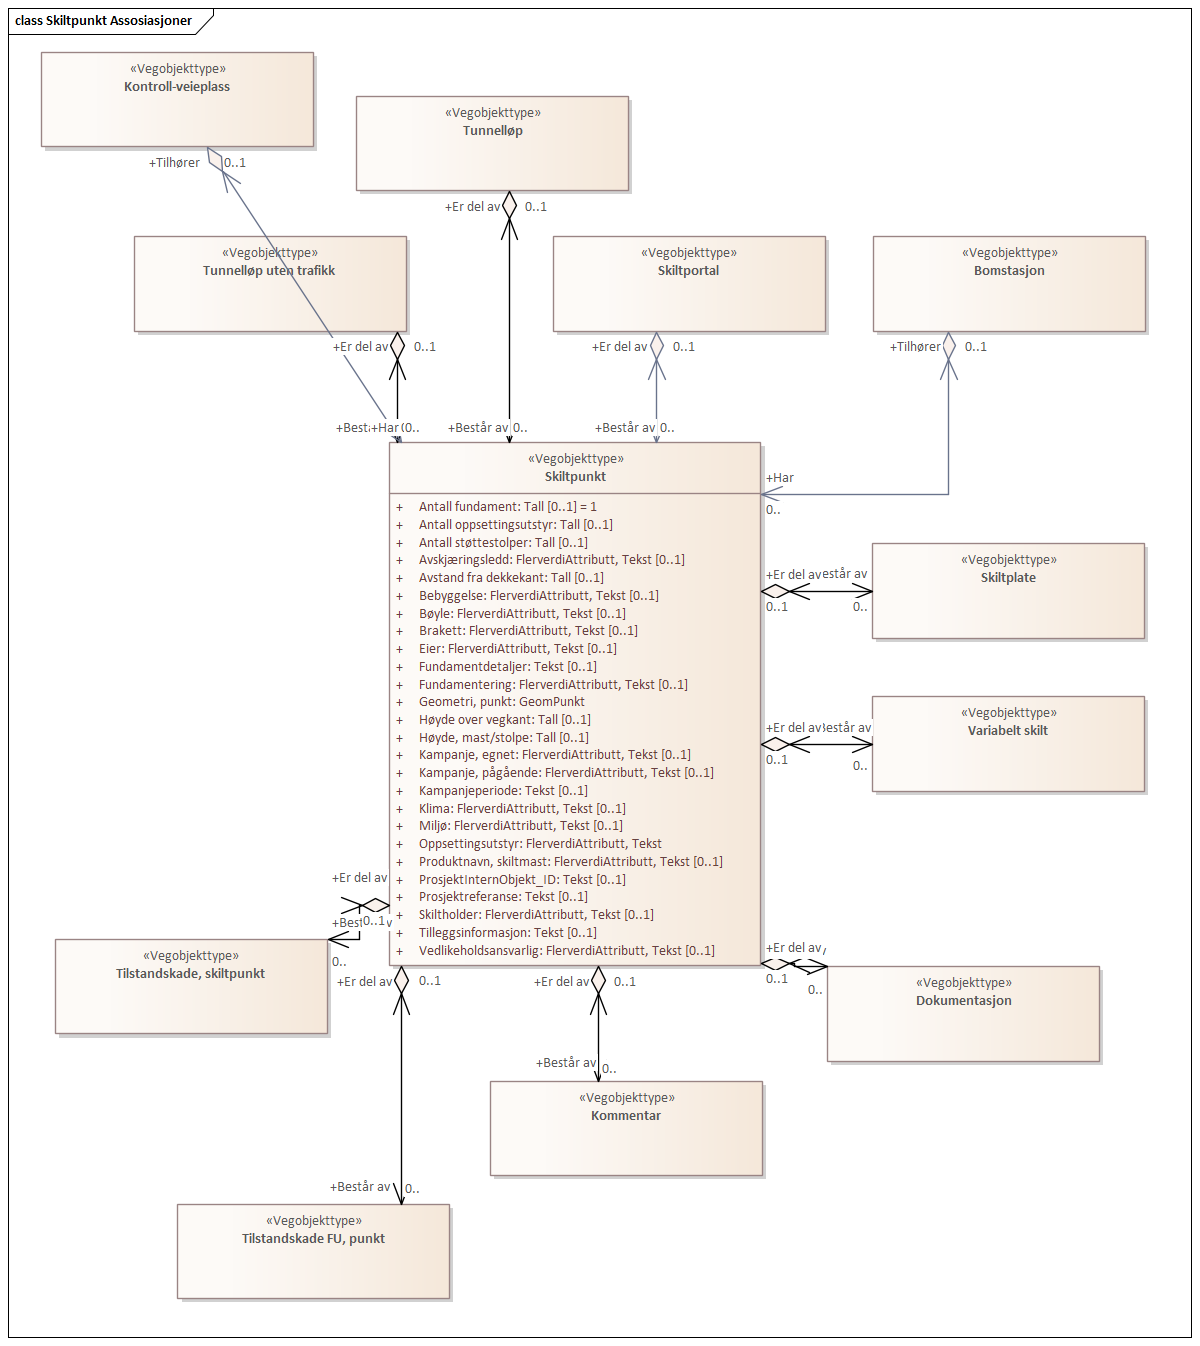 class Skiltpunkt Assosiasjoner
«Vegobjekttype»
Kontroll-veieplass
+Tilhører
0..1
«Vegobjekttype»
Tunnelløp
+Er del av
0..1
«Vegobjekttype»
Tunnelløp uten trafikk
+Er del av
0..1
«Vegobjekttype»
Skiltportal
+Er del av
0..1
«Vegobjekttype»
Bomstasjon
+Tilhører
0..1
+Har
0..
+Består av
0..
+Består av
0..
«Vegobjekttype»
Skiltpunkt
+Har
0..
+ Antall fundament: Tall [0..1] = 1
+ Antall oppsettingsutstyr: Tall [0..1]
+ Antall støttestolper: Tall [0..1]
+ Avskjæringsledd: FlerverdiAttributt, Tekst [0..1]
+ Avstand fra dekkekant: Tall [0..1]
+ Bebyggelse: FlerverdiAttributt, Tekst [0..1]
+ Bøyle: FlerverdiAttributt, Tekst [0..1]
+ Brakett: FlerverdiAttributt, Tekst [0..1]
+ Eier: FlerverdiAttributt, Tekst [0..1]
+ Fundamentdetaljer: Tekst [0..1]
+ Fundamentering: FlerverdiAttributt, Tekst [0..1]
+ Geometri, punkt: GeomPunkt
+ Høyde over vegkant: Tall [0..1]
+ Høyde, mast/stolpe: Tall [0..1]
+ Kampanje, egnet: FlerverdiAttributt, Tekst [0..1]
+ Kampanje, pågående: FlerverdiAttributt, Tekst [0..1]
+ Kampanjeperiode: Tekst [0..1]
+ Klima: FlerverdiAttributt, Tekst [0..1]
+ Miljø: FlerverdiAttributt, Tekst [0..1]
+ Oppsettingsutstyr: FlerverdiAttributt, Tekst
+ Produktnavn, skiltmast: FlerverdiAttributt, Tekst [0..1]
+ ProsjektInternObjekt_ID: Tekst [0..1]
+ Prosjektreferanse: Tekst [0..1]
+ Skiltholder: FlerverdiAttributt, Tekst [0..1]
+ Tilleggsinformasjon: Tekst [0..1]
+ Vedlikeholdsansvarlig: FlerverdiAttributt, Tekst [0..1]
+Er del av
0..1
0..
«Vegobjekttype»
Skiltplate
+Er del av
0..1
0..
«Vegobjekttype»
Variabelt skilt
+Er del av
0..1
0..
«Vegobjekttype»
Tilstandskade, skiltpunkt
+Er del av
0..1
0..
«Vegobjekttype»
Dokumentasjon
+Er del av
0..1
+Består av
0..
«Vegobjekttype»
Kommentar
+Er del av
0..1
+Består av
0..
«Vegobjekttype»
Tilstandskade FU, punkt